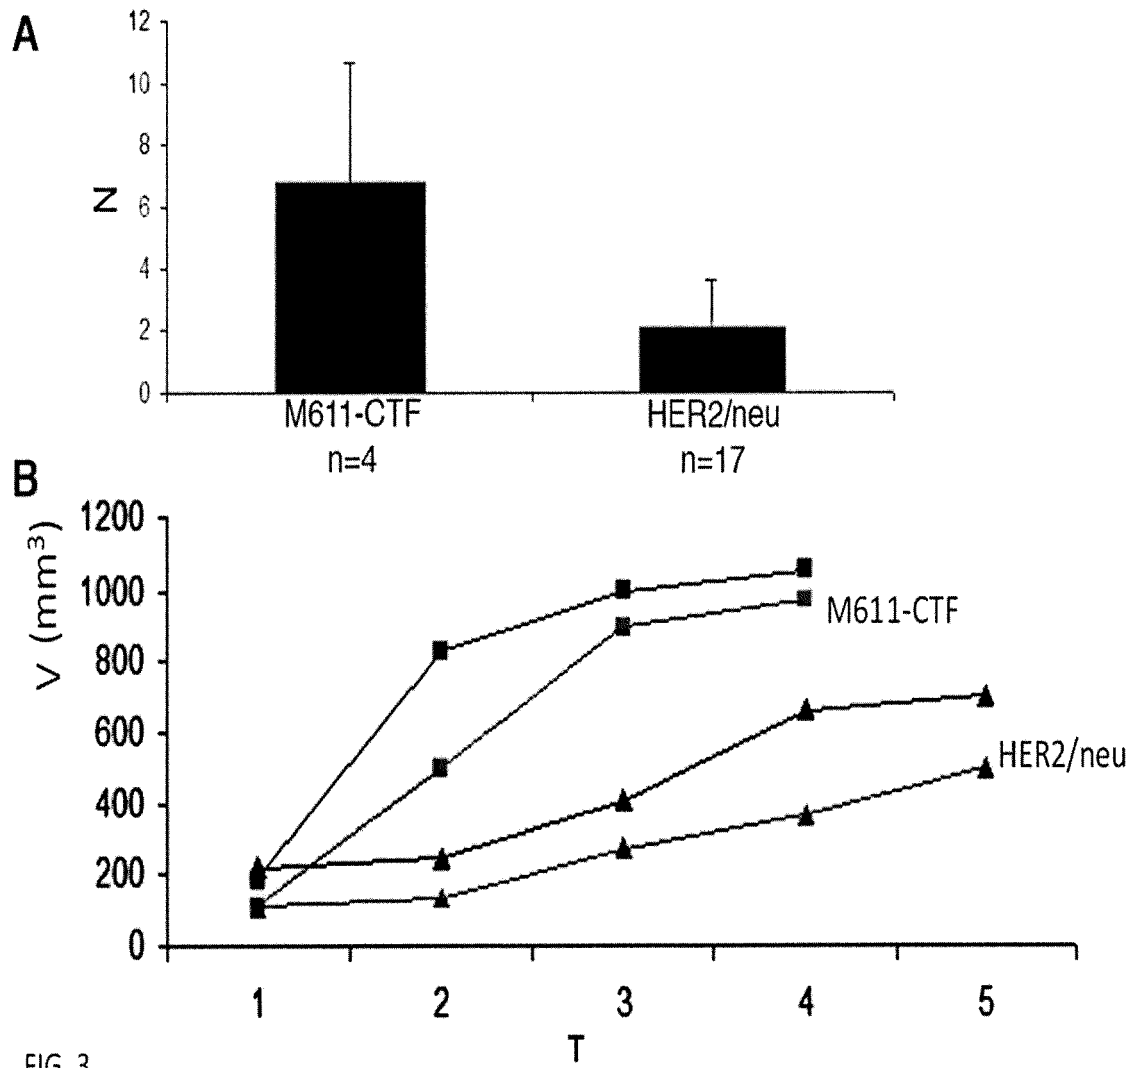 A
12
10
8
6
4
2
0
N
M611-CTF
HER2/neu
n=4
n=17
B
1200
1000
800
600
400
200
0
V (mm³)
M611-CTF
HER2/neu
1 2 3 4 5
T
FIG. 3